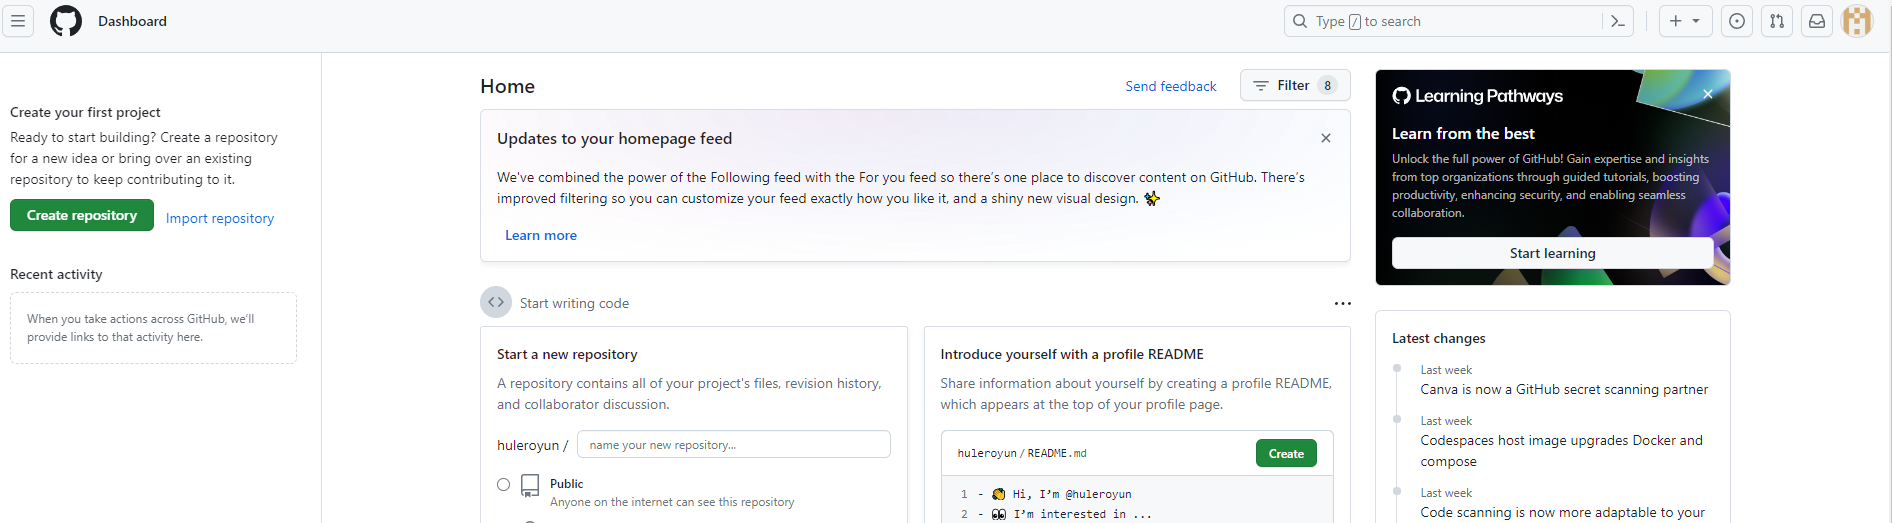 Dashboard
Type / to search
Create your first project
Ready to start building? Create a repository
for a new idea or bring over an existing
repository to keep contributing to it.
Create repository
Import repository
Recent activity
When you take actions across GitHub, we'll
provide links to that activity here.
Home
Send feedback
Filter 8
Updates to your homepage feed
We've combined the power of the Following feed with the For you feed so there's one place to discover content on GitHub. There's
improved filtering so you can customize your feed exactly how you like it, and a shiny new visual design. ✨
Learn more
Start writing code
Start a new repository
A repository contains all of your project's files, revision history,
and collaborator discussion.
huleroyun /
name your new repository...
Public
Anyone on the internet can see this repository
Introduce yourself with a profile README
Share information about yourself by creating a profile README,
which appears at the top of your profile page.
huleroyun / README.md
Create
1 - 👋 Hi, I'm @huleroyun
2 - 👀 I'm interested in ...
Learning Pathways
Learn from the best
Unlock the full power of GitHub! Gain expertise and insights
from top organizations through guided tutorials, boosting
productivity, enhancing security, and enabling seamless
collaboration.
Start learning
Latest changes
Last week
Canva is now a GitHub secret scanning partner
Last week
Codespaces host image upgrades Docker and
compose
Last week
Code scanning is now more adaptable to your